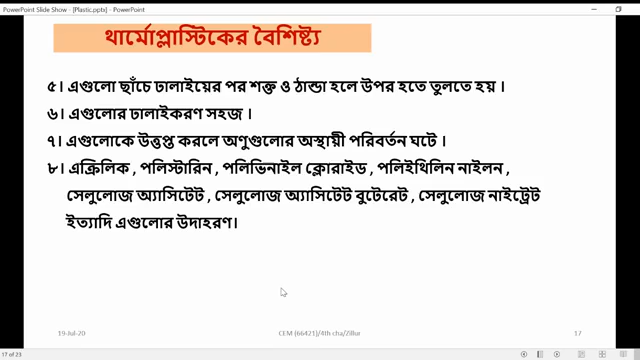 PowerPoint Slide Show - [Plastic.pptx] - PowerPoint
থার্মোপ্লাস্টিকের বৈশিষ্ট্য
৫। এগুলো ছাঁচে ঢালাইয়ের পর শক্ত ও ঠান্ডা হলে উপর হতে তুলতে হয় ।
৬। এগুলোর ঢালাইকরণ সহজ ।
৭। এগুলোকে উত্তপ্ত করলে অণুগুলোর অস্থায়ী পরিবর্তন ঘটে ।
৮। এক্রিলিক , পলিস্টারিন , পলিভিনাইল ক্লোরাইড , পলিইথিলিন নাইলন ,
সেলুলোজ অ্যাসিটেট , সেলুলোজ অ্যাসিটেট বুটেরেট , সেলুলোজ নাইট্রেট
ইত্যাদি এগুলোর উদাহরণ।
19-Jul-20 CEM (66421)/4th cha/Zillur 17
17 of 23